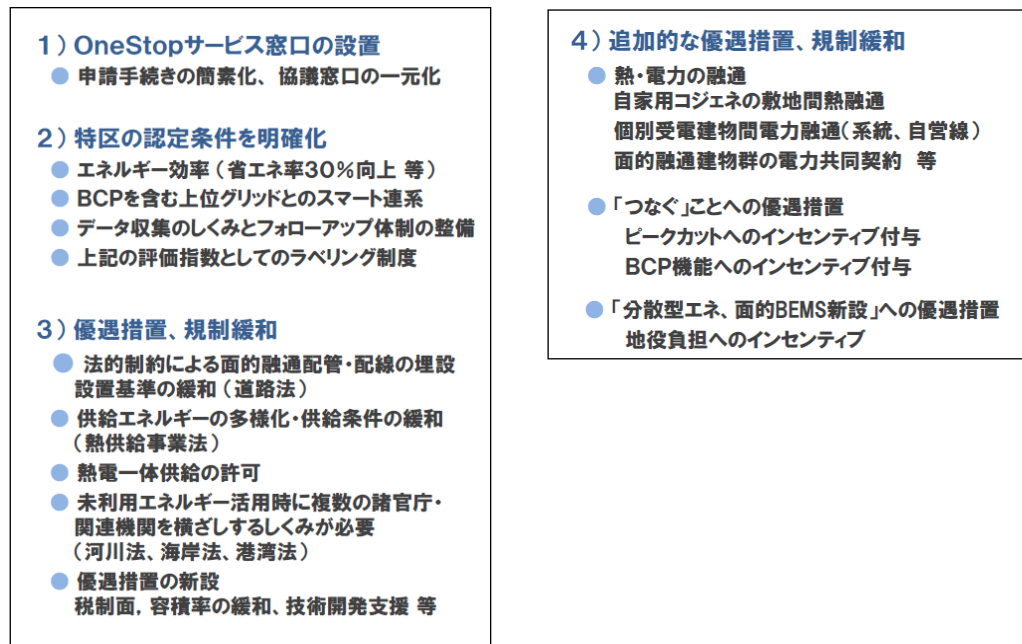 1）OneStopサービス窓口の設置
● 申請手続きの簡素化、協議窓口の一元化
2）特区の認定条件を明確化
● エネルギー効率（省エネ率30％向上 等）
● BCPを含む上位グリッドとのスマート連系
● データ収集のしくみとフォローアップ体制の整備
● 上記の評価指数としてのラベリング制度
3）優遇措置、規制緩和
● 法的制約による面的融通配管・配線の埋設
設置基準の緩和（道路法）
● 供給エネルギーの多様化・供給条件の緩和
（熱供給事業法）
● 熱電一体供給の許可
● 未利用エネルギー活用時に複数の諸官庁・
関連機関を横ざしするしくみが必要
（河川法、海岸法、港湾法）
● 優遇措置の新設
税制面，容積率の緩和、技術開発支援 等
4）追加的な優遇措置、規制緩和
● 熱・電力の融通
自家用コジェネの敷地間熱融通
個別受電建物間電力融通（系統、自営線）
面的融通建物群の電力共同契約 等
● 「つなぐ」ことへの優遇措置
ピークカットへのインセンティブ付与
BCP機能へのインセンティブ付与
● 「分散型エネ、面的BEMS新設」への優遇措置
地役負担へのインセンティブ